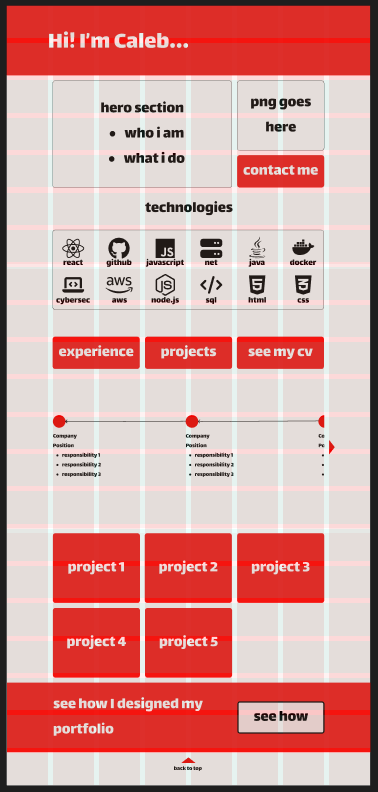 Hi! I'm Caleb...
hero section
• who i am
• what i do
png goes
here
contact me
technologies
react github javascript net java docker
cybersec aws node.js sql html css
experience projects see my cv
Company Company Co
Position Position Po
• responsibility 1 • responsibility 1 •
• responsibility 2 • responsibility 2 •
• responsibility 3 • responsibility 3 •
project 1 project 2 project 3
project 4 project 5
see how I designed my
portfolio
see how
back to top